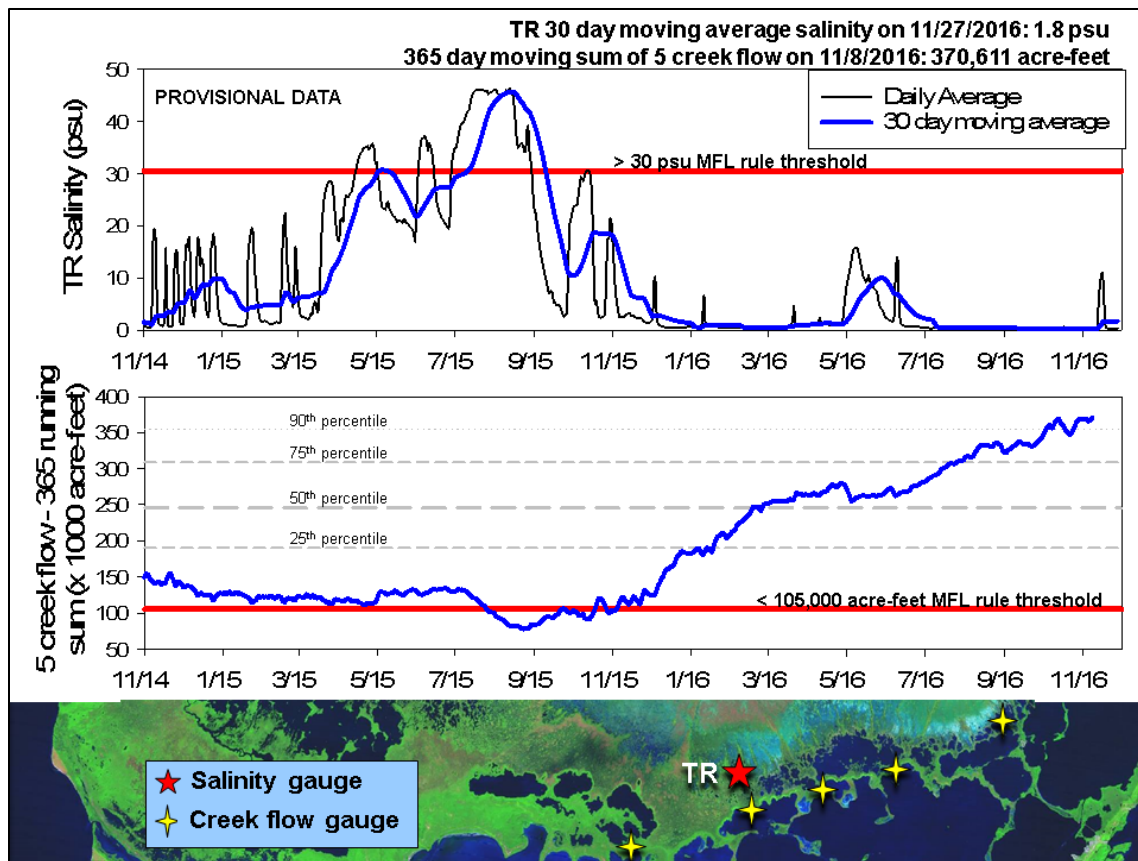 TR 30 day moving average salinity on 11/27/2016: 1.8 psu
365 day moving sum of 5 creek flow on 11/8/2016: 370,611 acre-feet
PROVISIONAL DATA
Daily Average
30 day moving average
> 30 psu MFL rule threshold
TR Salinity (psu)
50
40
30
20
10
0
11/14 1/15 3/15 5/15 7/15 9/15 11/15 1/16 3/16 5/16 7/16 9/16 11/16
5 creek flow - 365 running
sum (x 1000 acre-feet)
400
350
300
250
200
150
100
50
90th percentile
75th percentile
50th percentile
25th percentile
< 105,000 acre-feet MFL rule threshold
11/14 1/15 3/15 5/15 7/15 9/15 11/15 1/16 3/16 5/16 7/16 9/16 11/16
Salinity gauge
Creek flow gauge
TR